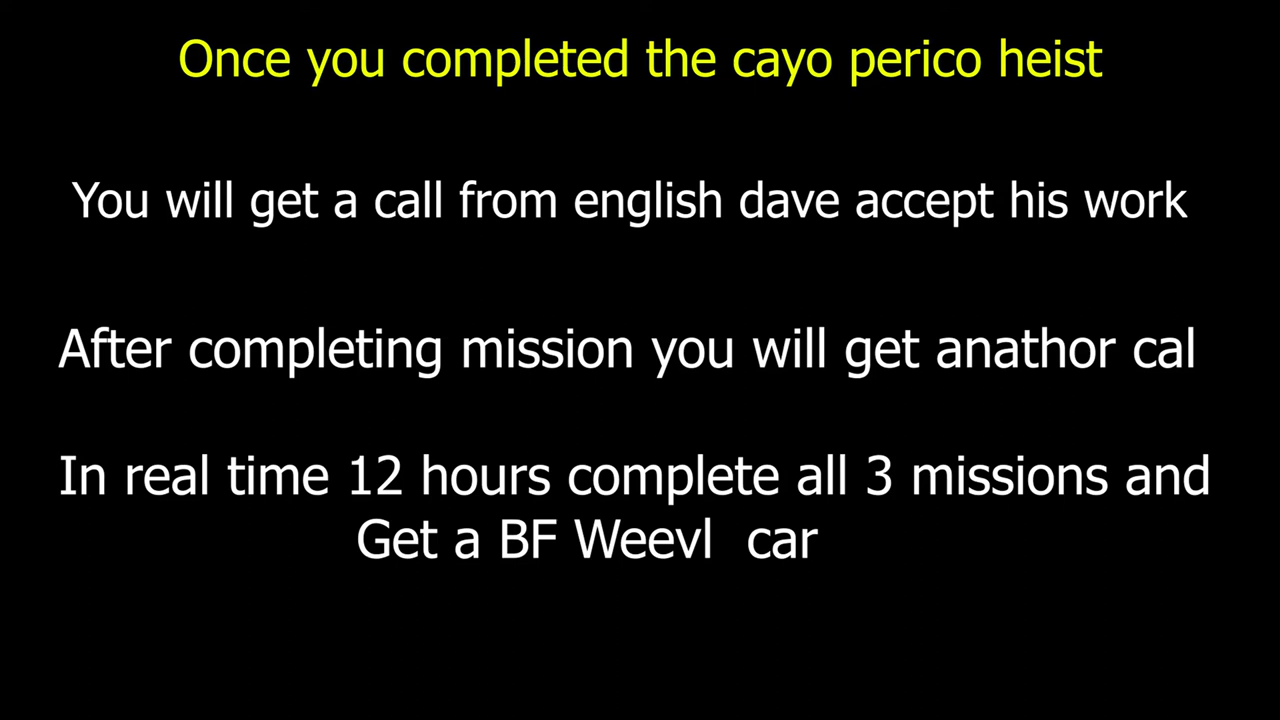 Once you completed the cayo perico heist
You will get a call from english dave accept his work
After completing mission you will get anathor cal
In real time 12 hours complete all 3 missions and
Get a BF Weevl car